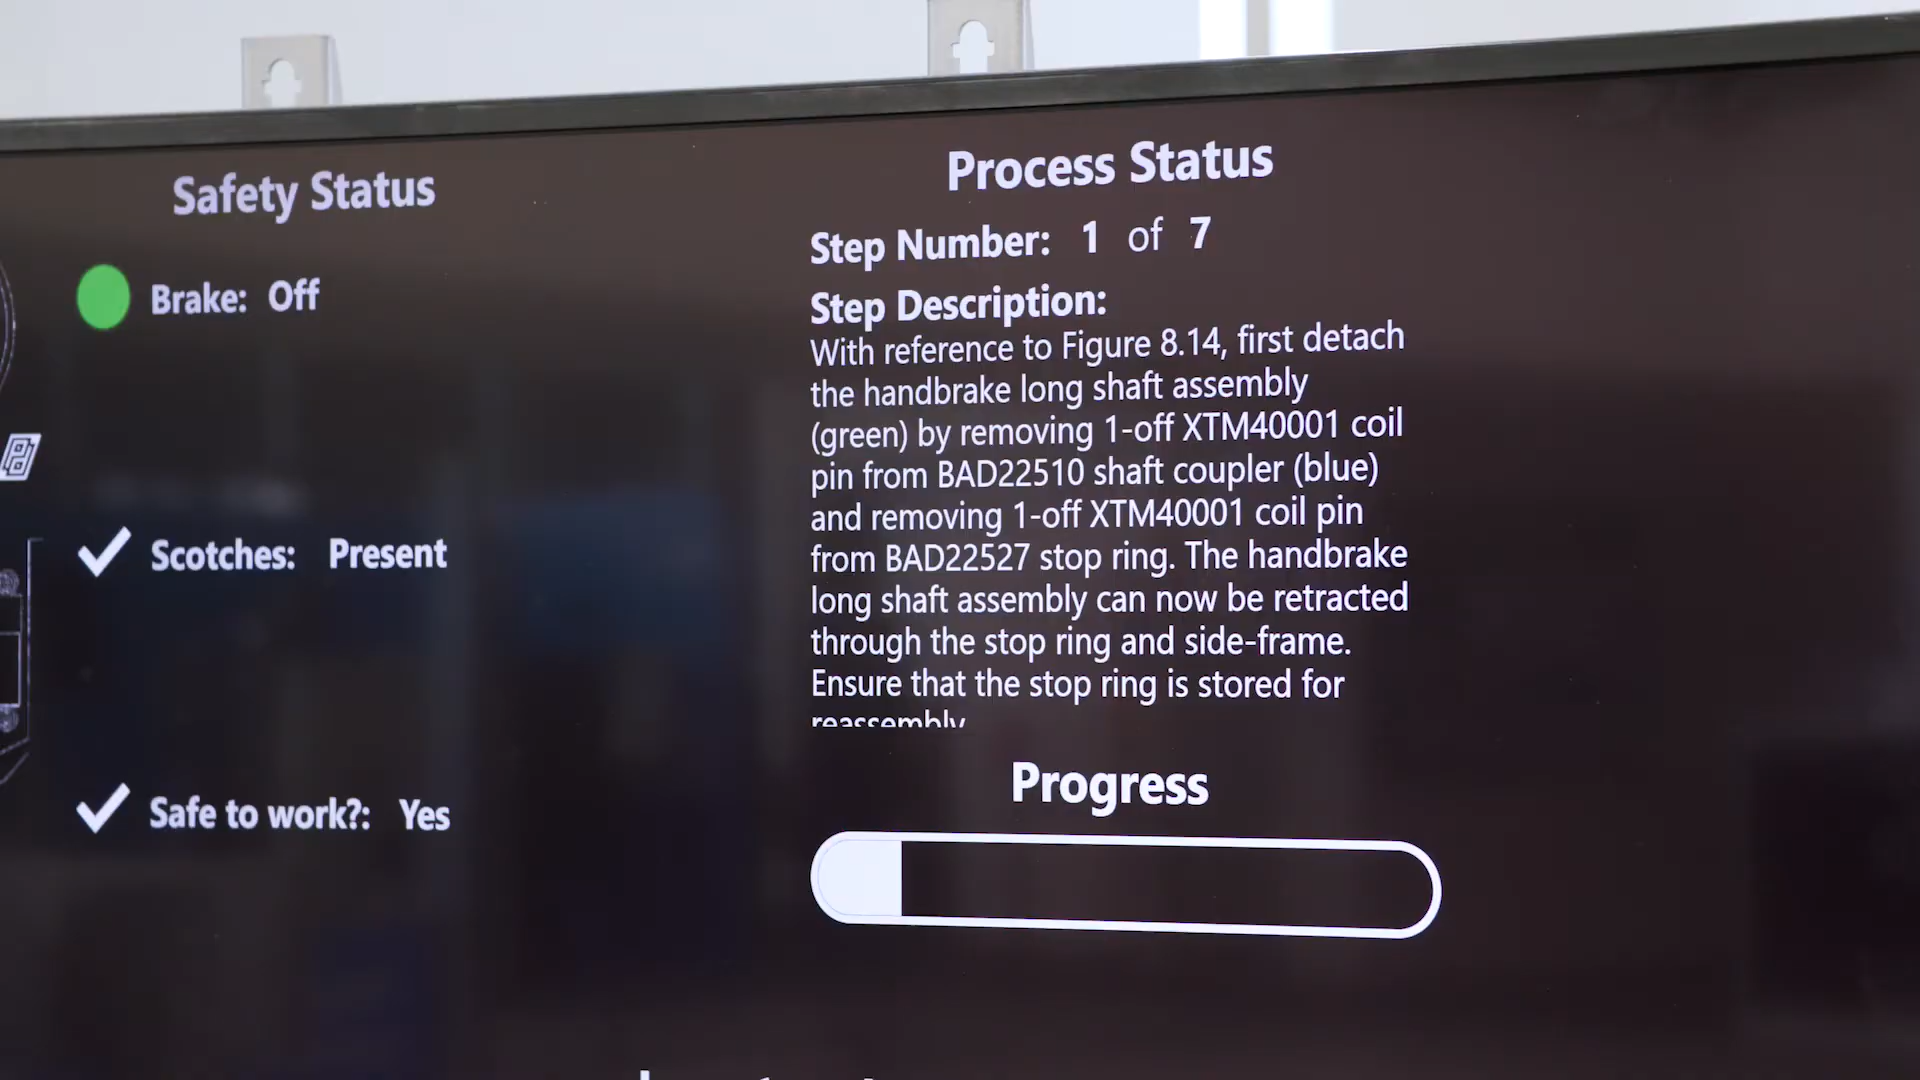 Safety Status
Brake: Off
Scotches: Present
Safe to work?: Yes
Process Status
Step Number: 1 of 7
Step Description:
With reference to Figure 8.14, first detach
the handbrake long shaft assembly
(green) by removing 1-off XTM40001 coil
pin from BAD22510 shaft coupler (blue)
and removing 1-off XTM40001 coil pin
from BAD22527 stop ring. The handbrake
long shaft assembly can now be retracted
through the stop ring and side-frame.
Ensure that the stop ring is stored for
reassembly
Progress